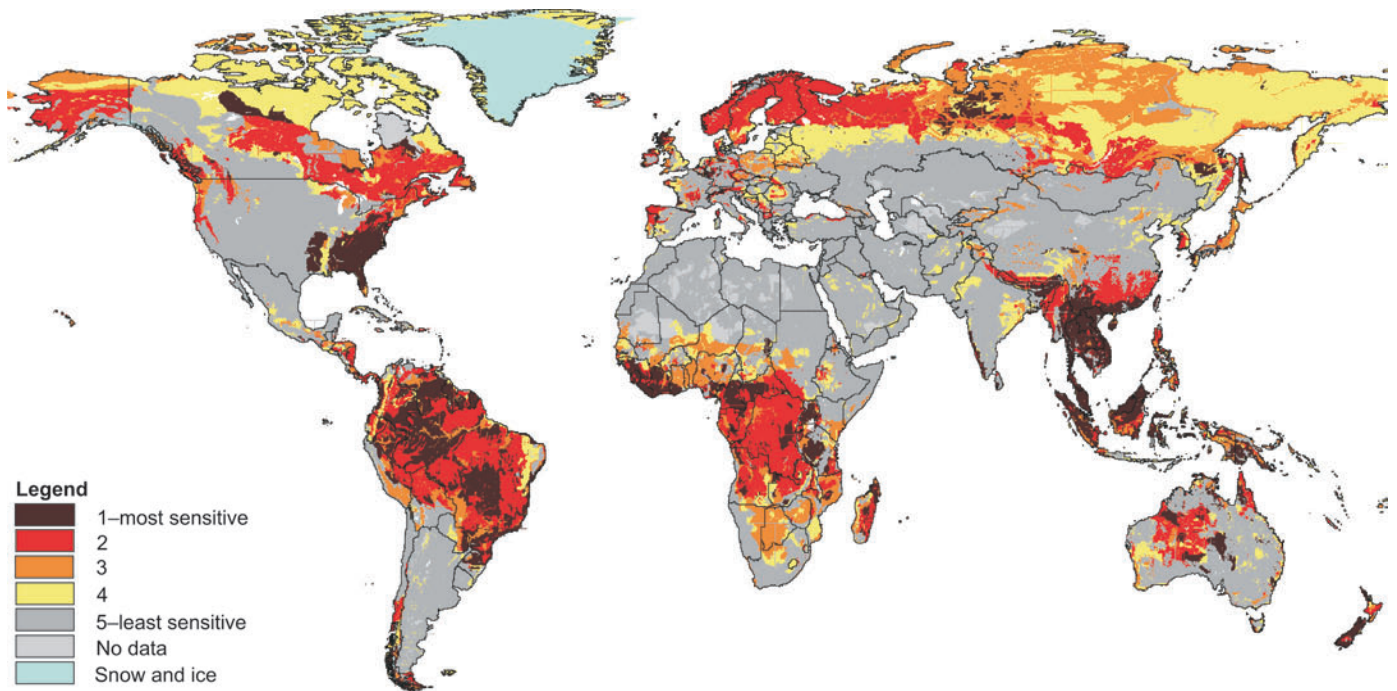 Legend
1–most sensitive
2
3
4
5–least sensitive
No data
Snow and ice